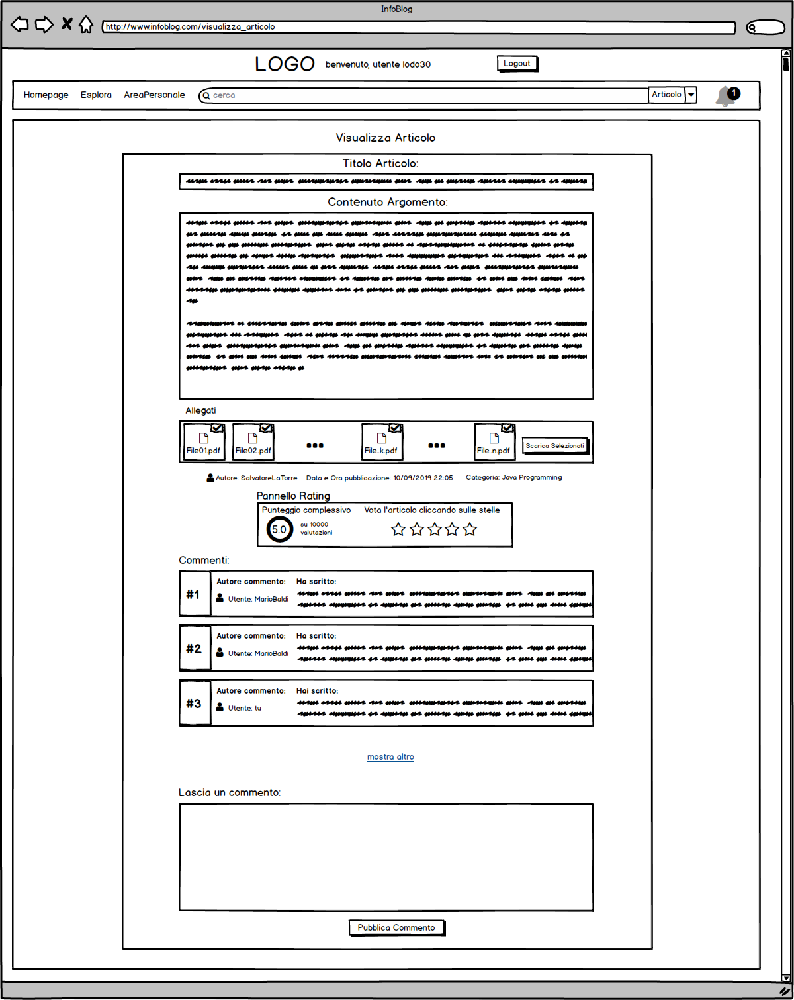 InfoBlog
http://www.infoblog.com/visualizza_articolo
LOGO
benvenuto, utente lodo30
Logout
Homepage Esplora AreaPersonale
cerca
Articolo
1
Visualizza Articolo
Titolo Articolo:
Contenuto Argomento:
Allegati
File01.pdf
File02.pdf
...
File..k.pdf
...
File..n.pdf
Scarica Selezionati
Autore: SalvatoreLaTorre
Data e Ora pubblicazione: 10/09/2019 22:05
Categoria: Java Programming
Pannello Rating
Punteggio complessivo
Vota l'articolo cliccando sulle stelle
5.0
su 10000
valutazioni
Commenti:
#1
Autore commento:
Utente: MarioBaldi
Ha scritto:
#2
Autore commento:
Utente: MarioBaldi
Ha scritto:
#3
Autore commento:
Utente: tu
Hai scritto:
mostra altro
Lascia un commento:
Pubblica Commento